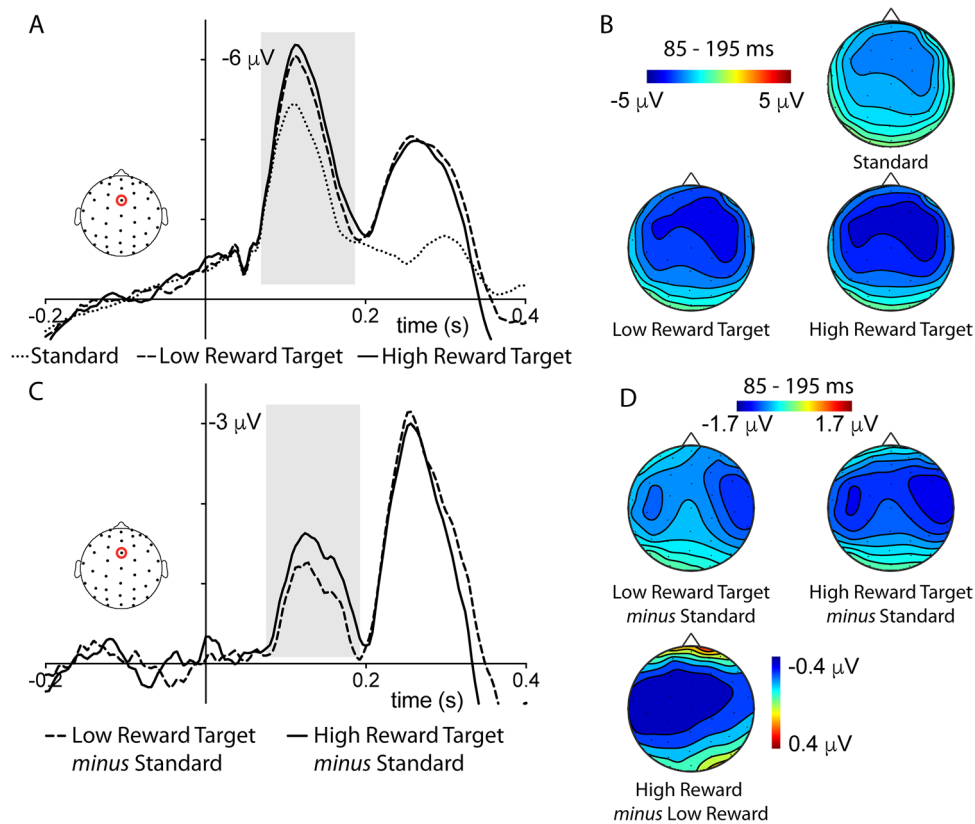 A
-6 μV
-0.2
0.2
0.4
time (s)
Standard
Low Reward Target
High Reward Target
B
85 - 195 ms
-5 μV
5 μV
Standard
Low Reward Target
High Reward Target
C
-3 μV
-0.2
0.2
0.4
time (s)
Low Reward Target
minus Standard
High Reward Target
minus Standard
D
85 - 195 ms
-1.7 μV
1.7 μV
Low Reward Target
minus Standard
High Reward Target
minus Standard
-0.4 μV
0.4 μV
High Reward
minus Low Reward